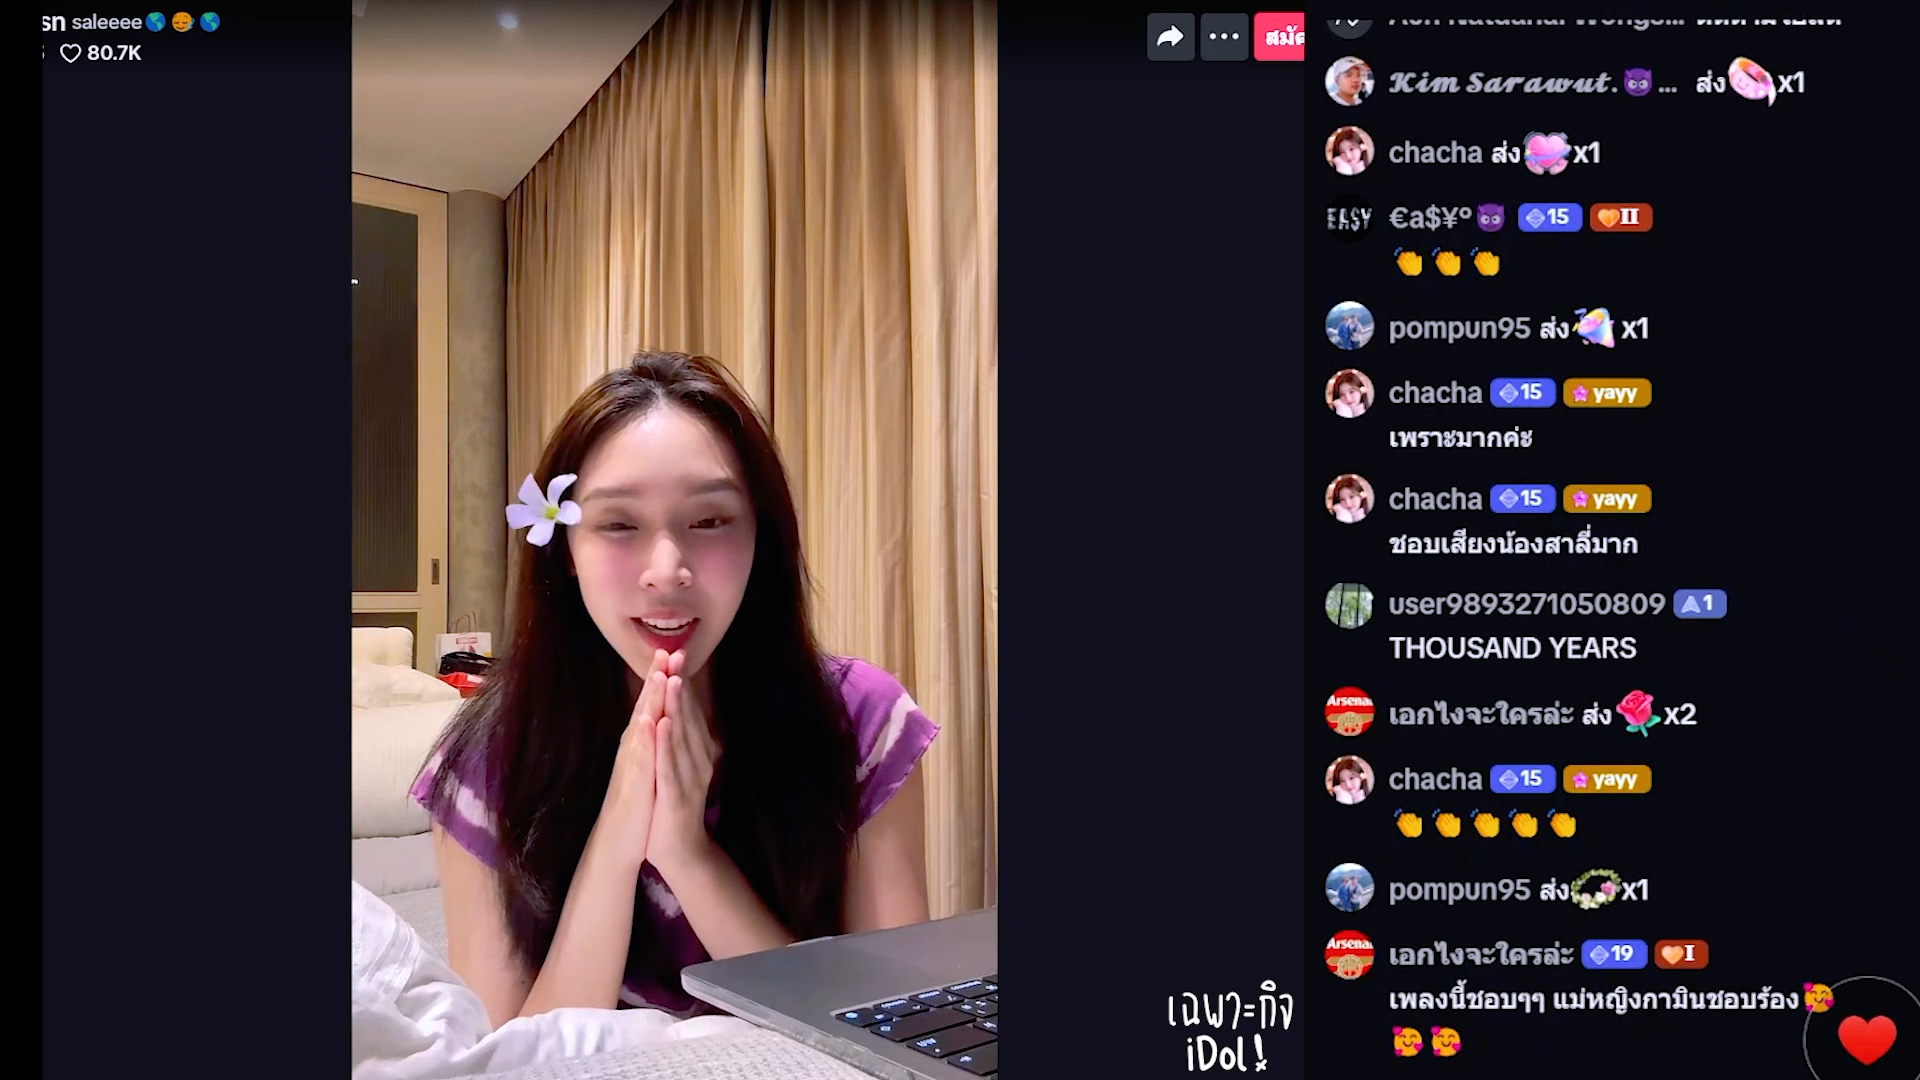 sn saleeee🌎🥴🌎
80.7K
𝓚𝓲𝓶 𝓢𝓪𝓻𝓪𝔀𝓾𝓽.😈... ส่ง x1
chacha ส่ง x1
EASY €a$¥°😈 15 II
👏👏👏
pompun95 ส่ง x1
chacha 15 yayy
เพราะมากค่ะ
chacha 15 yayy
ชอบเสียงน้องสาลี่มาก
user9893271050809 1
THOUSAND YEARS
Arsenal เอกไงจะใครล่ะ ส่ง x2
chacha 15 yayy
👏👏👏👏👏
pompun95 ส่ง x1
Arsenal เอกไงจะใครล่ะ 19 I
เพลงนี้ชอบๆๆ แม่หญิงกามินชอบร้อง🥰
🥰🥰
เฉพาะกิจ
iDol!